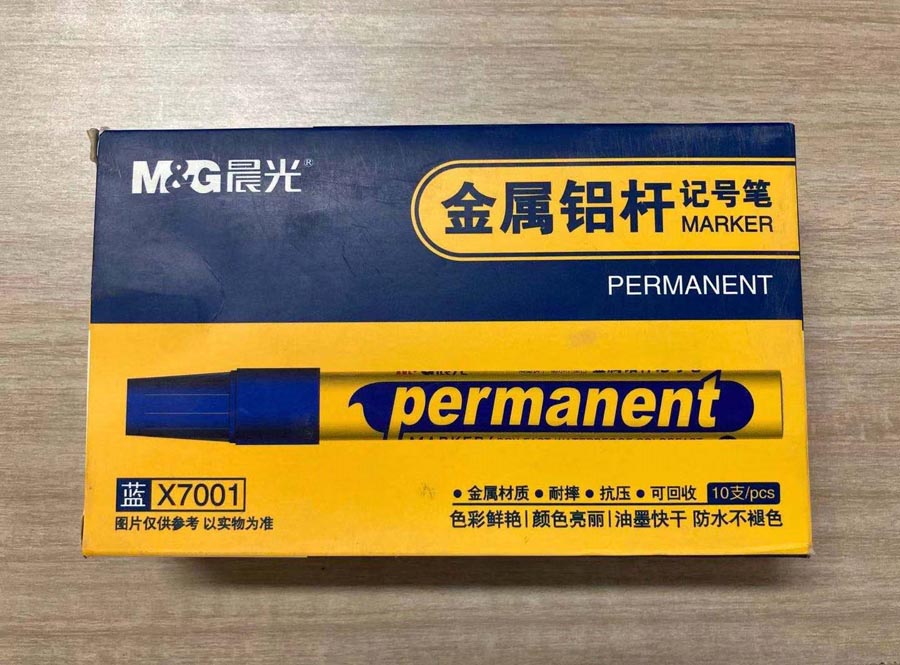 M&G晨光®
金属铝杆记号笔
MARKER
PERMANENT
permanent
蓝 X7001
图片仅供参考 以实物为准
•金属材质 •耐摔 •抗压 •可回收 10支/pcs
色彩鲜艳|颜色亮丽|油墨快干 防水不褪色